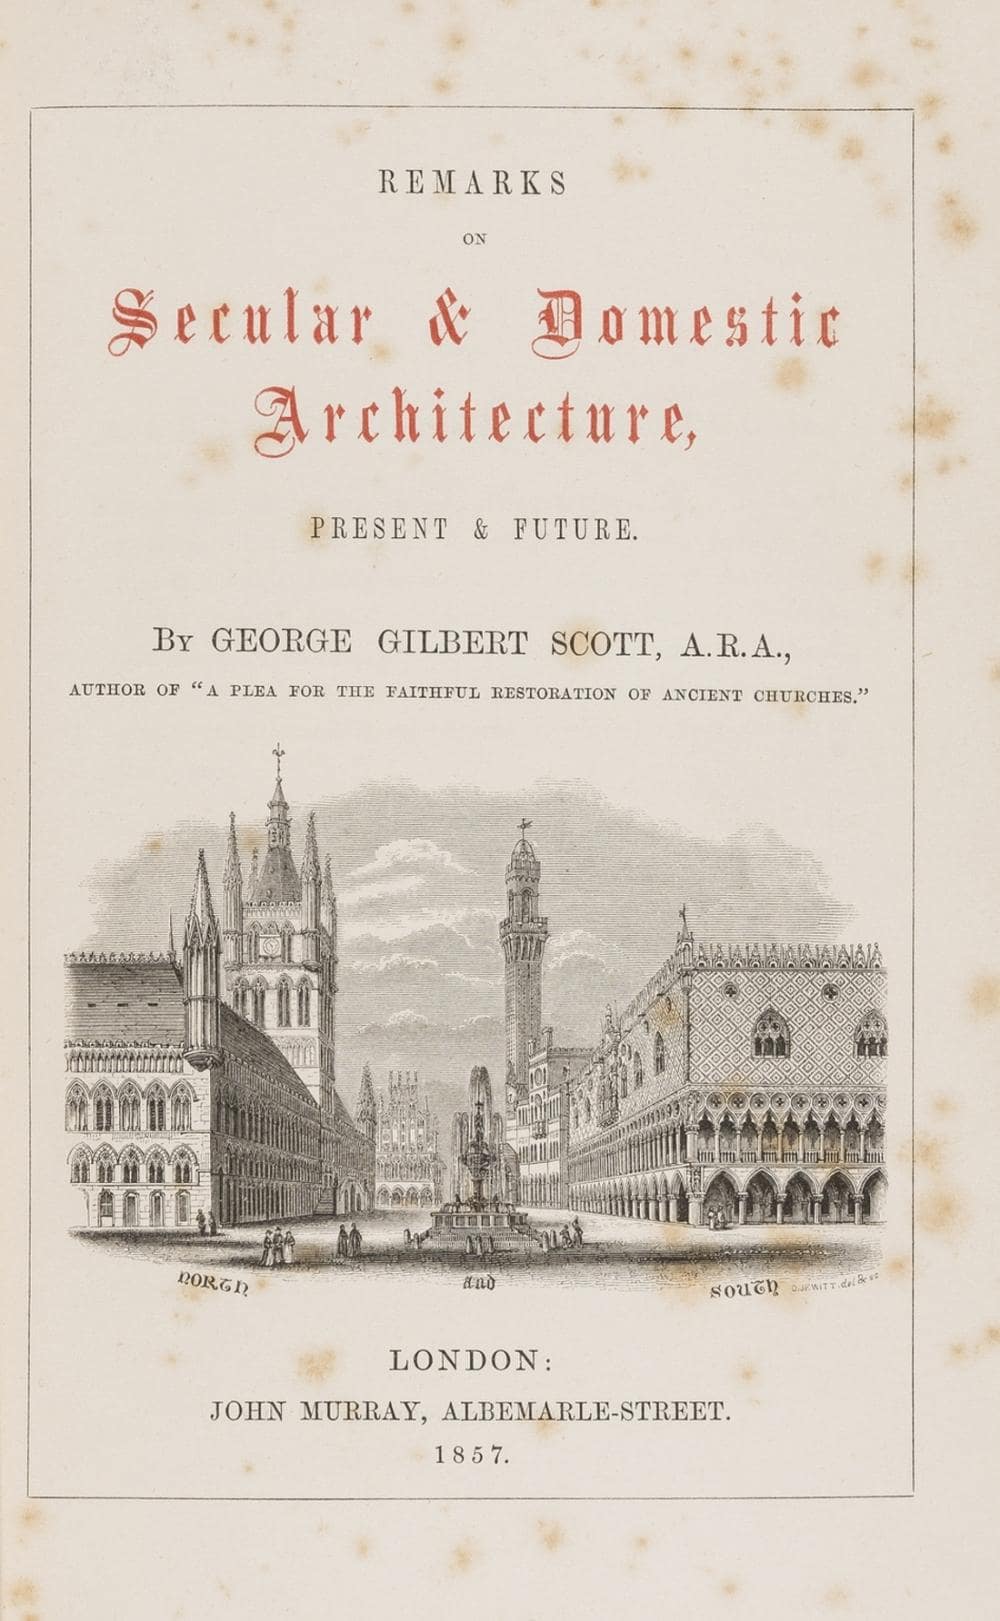 REMARKS
ON
Secular & Domestic
Architecture,
PRESENT & FUTURE.
By GEORGE GILBERT SCOTT, A.R.A.,
AUTHOR OF “A PLEA FOR THE FAITHFUL RESTORATION OF ANCIENT CHURCHES.”
NORTH and SOUTH O.JEWITT.del & sc
LONDON:
JOHN MURRAY, ALBEMARLE-STREET.
1857.